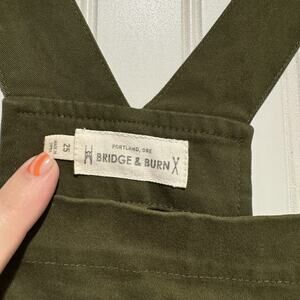 PORTLAND, ORE
BRIDGE & BURN
25